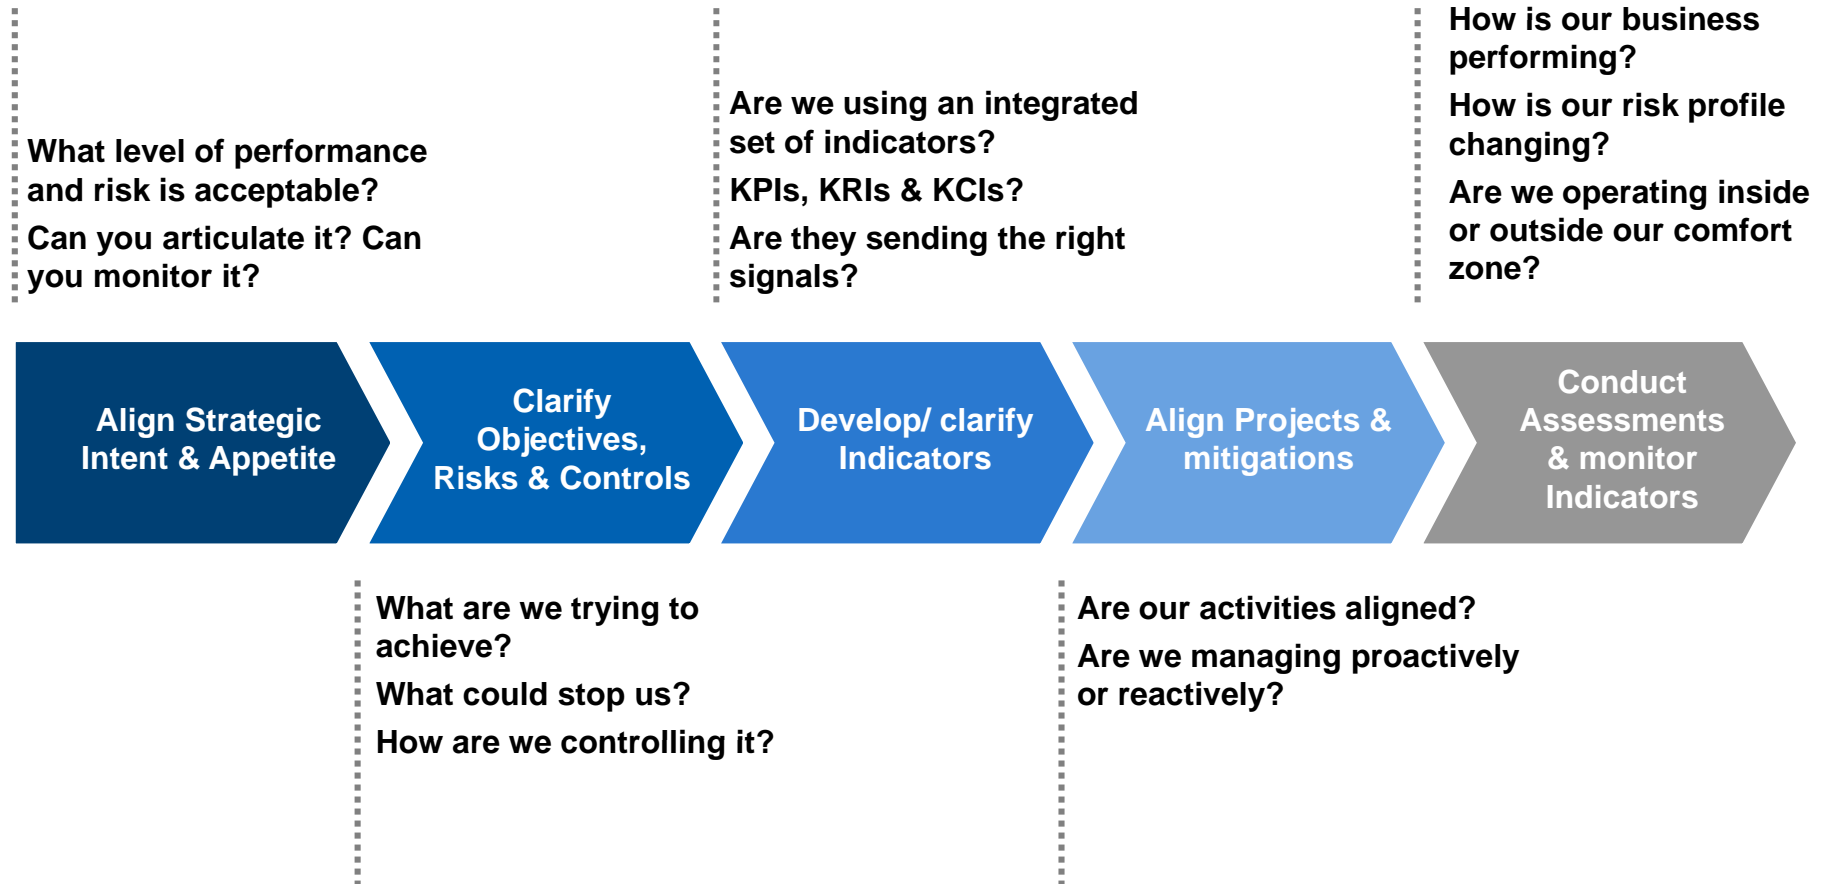 What level of performance
and risk is acceptable?
Can you articulate it? Can
you monitor it?
Are we using an integrated
set of indicators?
KPIs, KRIs & KCIs?
Are they sending the right
signals?
How is our business
performing?
How is our risk profile
changing?
Are we operating inside
or outside our comfort
zone?
Align Strategic
Intent & Appetite
Clarify
Objectives,
Risks & Controls
Develop/ clarify
Indicators
Align Projects &
mitigations
Conduct
Assessments
& monitor
Indicators
What are we trying to
achieve?
What could stop us?
How are we controlling it?
Are our activities aligned?
Are we managing proactively
or reactively?